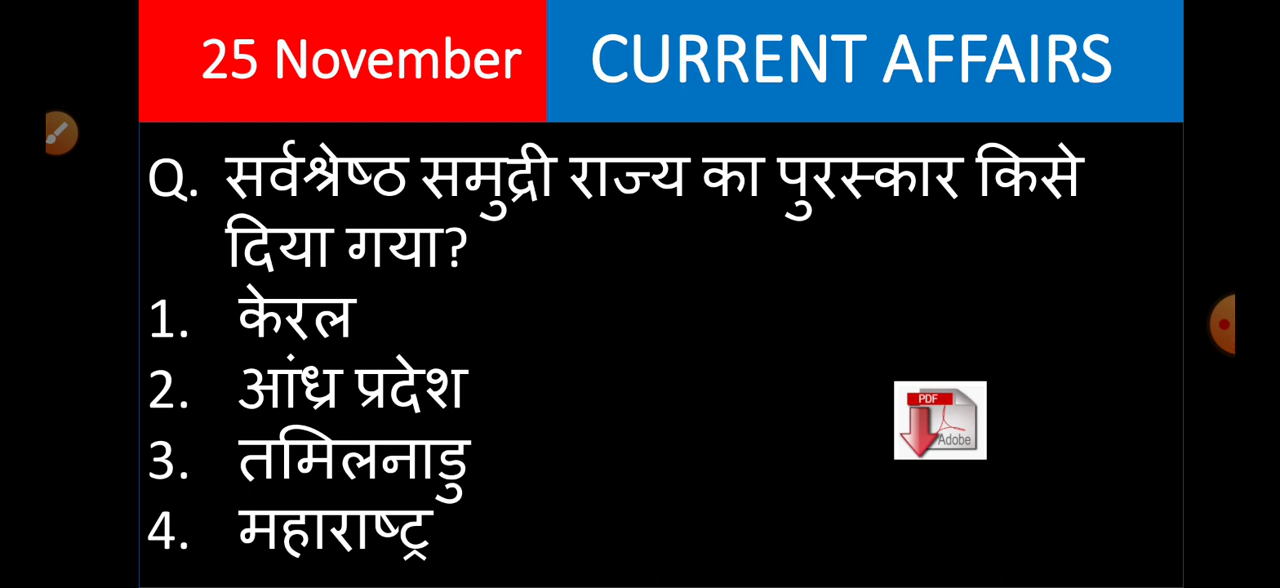 25 November CURRENT AFFAIRS
Q. सर्वश्रेष्ठ समुद्री राज्य का पुरस्कार किसे
दिया गया?
1. केरल
2. आंध्र प्रदेश
3. तमिलनाडु
4. महाराष्ट्र
PDF
Adobe